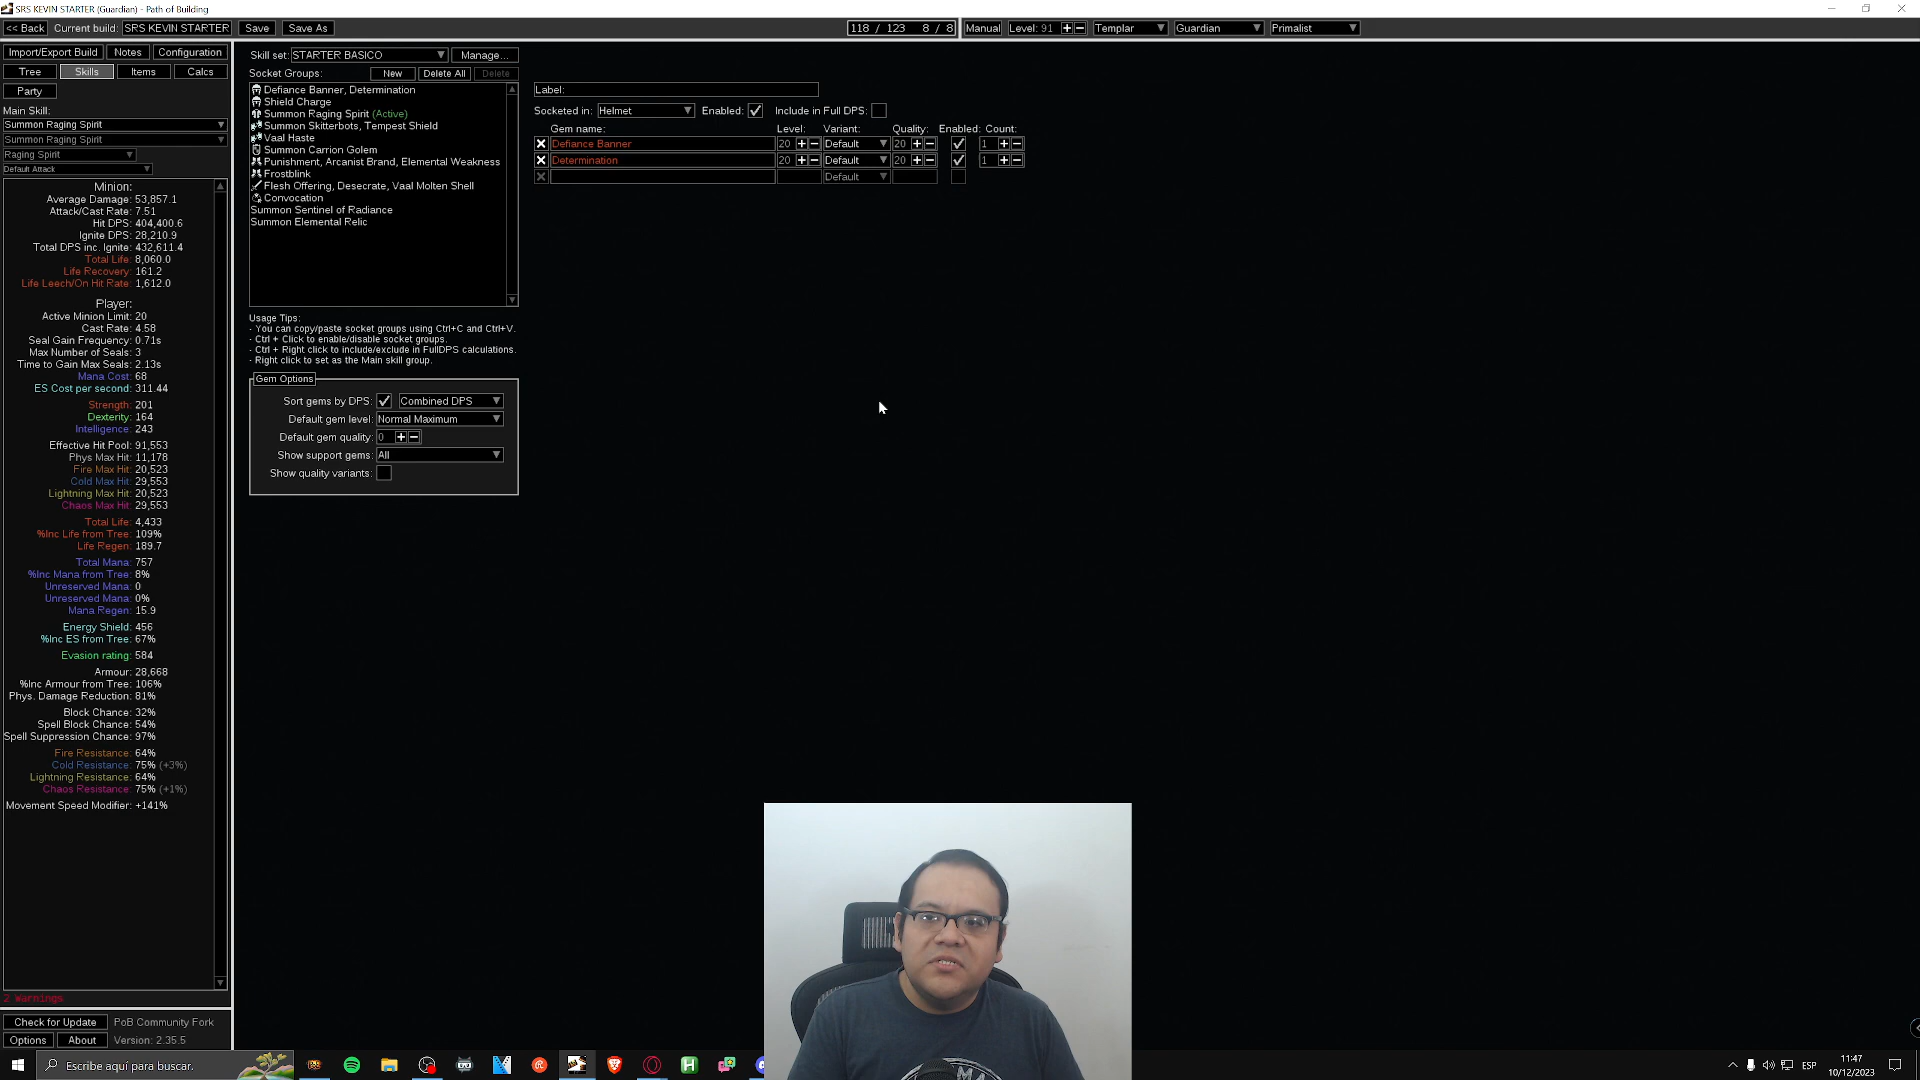 SRS KEVIN STARTER (Guardian) - Path of Building
<< Back Current build: SRS KEVIN STARTER Save Save As 118 / 123 8 / 8 Manual Level: 91 + - Templar Guardian Primalist
Import/Export Build Notes Configuration
Tree Skills Items Calcs
Party
Main Skill:
Summon Raging Spirit
Summon Raging Spirit
Raging Spirit
Default Attack
Minion:
Average Damage: 53,857.1
Attack/Cast Rate: 7.51
Hit DPS: 404,400.6
Ignite DPS: 28,210.9
Total DPS inc. Ignite: 432,611.4
Total Life: 8,060.0
Life Recovery: 161.2
Life Leech/On Hit Rate: 1,612.0
Player:
Active Minion Limit: 20
Cast Rate: 4.58
Seal Gain Frequency: 0.71s
Max Number of Seals: 3
Time to Gain Max Seals: 2.13s
Mana Cost: 68
ES Cost per second: 311.44
Strength: 201
Dexterity: 164
Intelligence: 243
Effective Hit Pool: 91,553
Phys Max Hit: 11,178
Fire Max Hit: 20,523
Cold Max Hit: 29,553
Lightning Max Hit: 20,523
Chaos Max Hit: 29,553
Total Life: 4,433
%Inc Life from Tree: 109%
Life Regen: 189.7
Total Mana: 757
%Inc Mana from Tree: 8%
Unreserved Mana: 0
Unreserved Mana: 0%
Mana Regen: 15.9
Energy Shield: 456
%Inc ES from Tree: 67%
Evasion rating: 584
Armour: 28,668
%Inc Armour from Tree: 106%
Phys. Damage Reduction: 81%
Block Chance: 32%
Spell Block Chance: 54%
Spell Suppression Chance: 97%
Fire Resistance: 64%
Cold Resistance: 75% (+3%)
Lightning Resistance: 64%
Chaos Resistance: 75% (+1%)
Movement Speed Modifier: +141%
2 Warnings
Check for Update PoB Community Fork
Options About Version: 2.35.5
Skill set: STARTER BASICO Manage...
Socket Groups: New Delete All Delete
Defiance Banner, Determination
Shield Charge
Summon Raging Spirit (Active)
Summon Skitterbots, Tempest Shield
Vaal Haste
Summon Carrion Golem
Punishment, Arcanist Brand, Elemental Weakness
Frostblink
Flesh Offering, Desecrate, Vaal Molten Shell
Convocation
Summon Sentinel of Radiance
Summon Elemental Relic
Usage Tips:
- You can copy/paste socket groups using Ctrl+C and Ctrl+V.
- Ctrl + Click to enable/disable socket groups.
- Ctrl + Right click to include/exclude in FullDPS calculations.
- Right click to set as the Main skill group.
Gem Options
Sort gems by DPS: Combined DPS
Default gem level: Normal Maximum
Default gem quality: 0 + -
Show support gems: All
Show quality variants:
Label:
Socketed in: Helmet Enabled: Include in Full DPS:
Gem name: Level: Variant: Quality: Enabled: Count:
Defiance Banner 20 + - Default 20 + - 1 + -
Determination 20 + - Default 20 + - 1 + -
Default
Escribe aquí para buscar.
ESP
11:47
10/12/2023